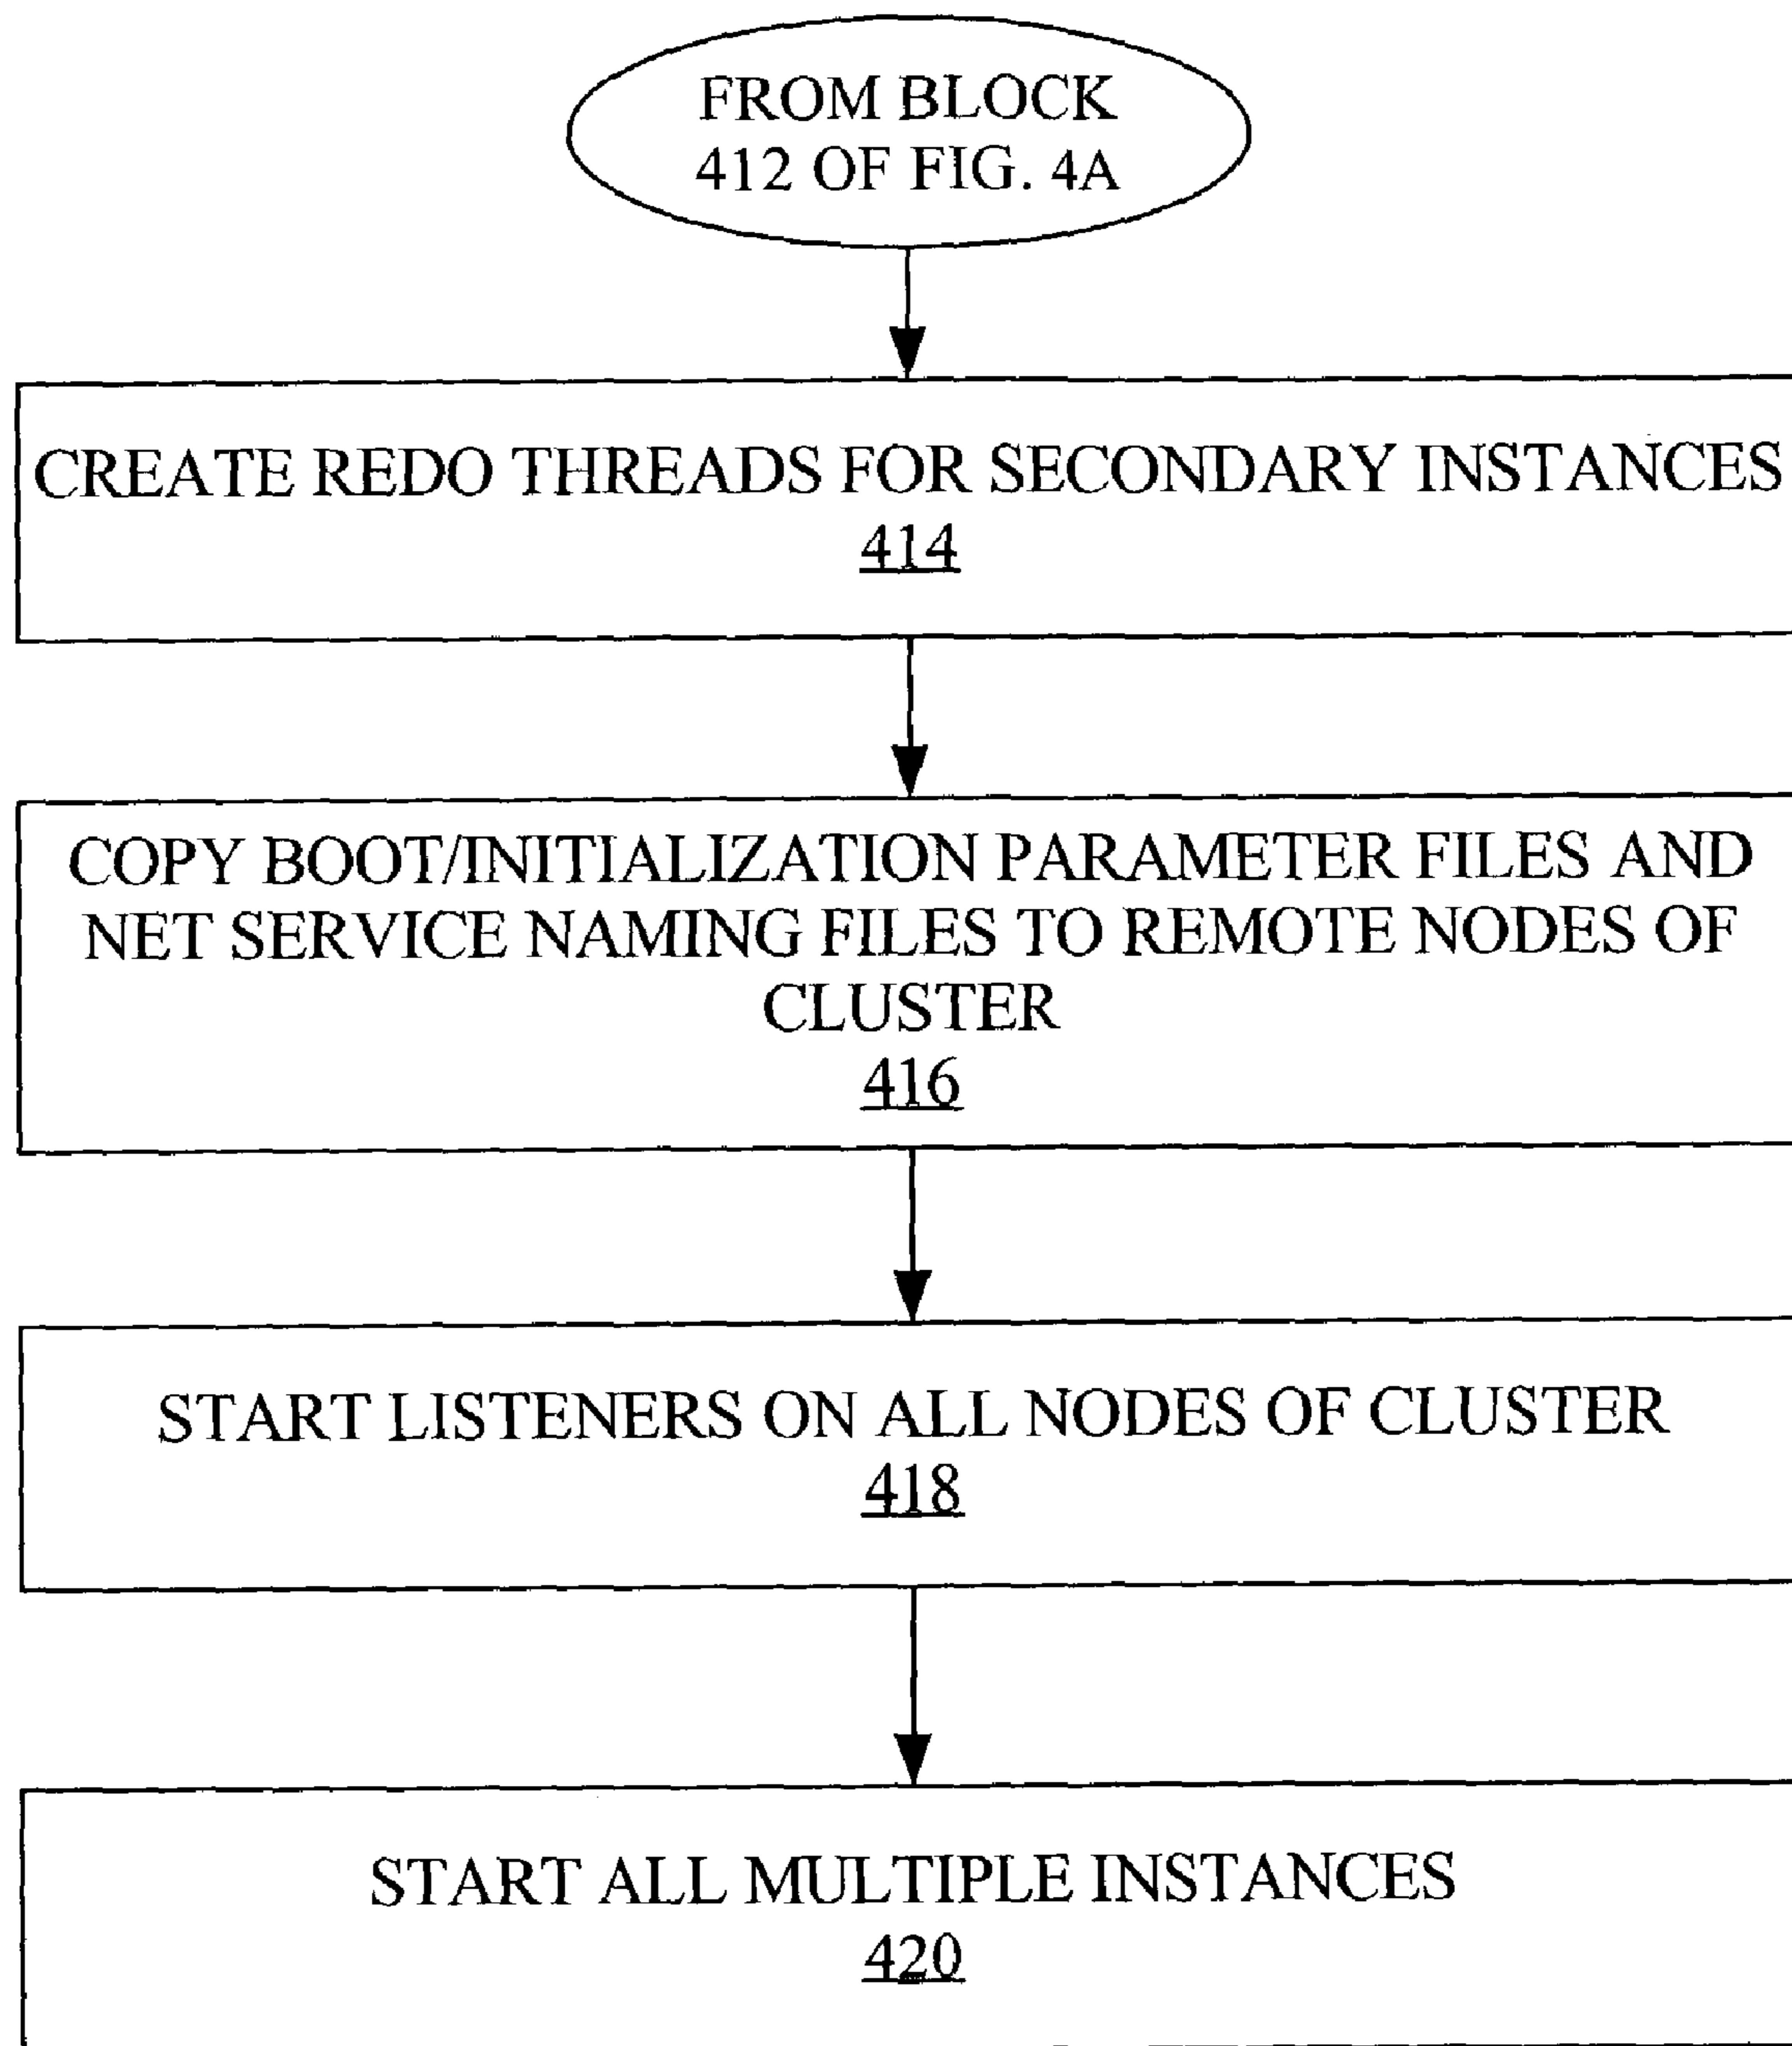 FROM BLOCK
412 OF FIG. 4A
CREATE REDO THREADS FOR SECONDARY INSTANCES
414
COPY BOOT/INITIALIZATION PARAMETER FILES AND
NET SERVICE NAMING FILES TO REMOTE NODES OF
CLUSTER
416
START LISTENERS ON ALL NODES OF CLUSTER
418
START ALL MULTIPLE INSTANCES
420